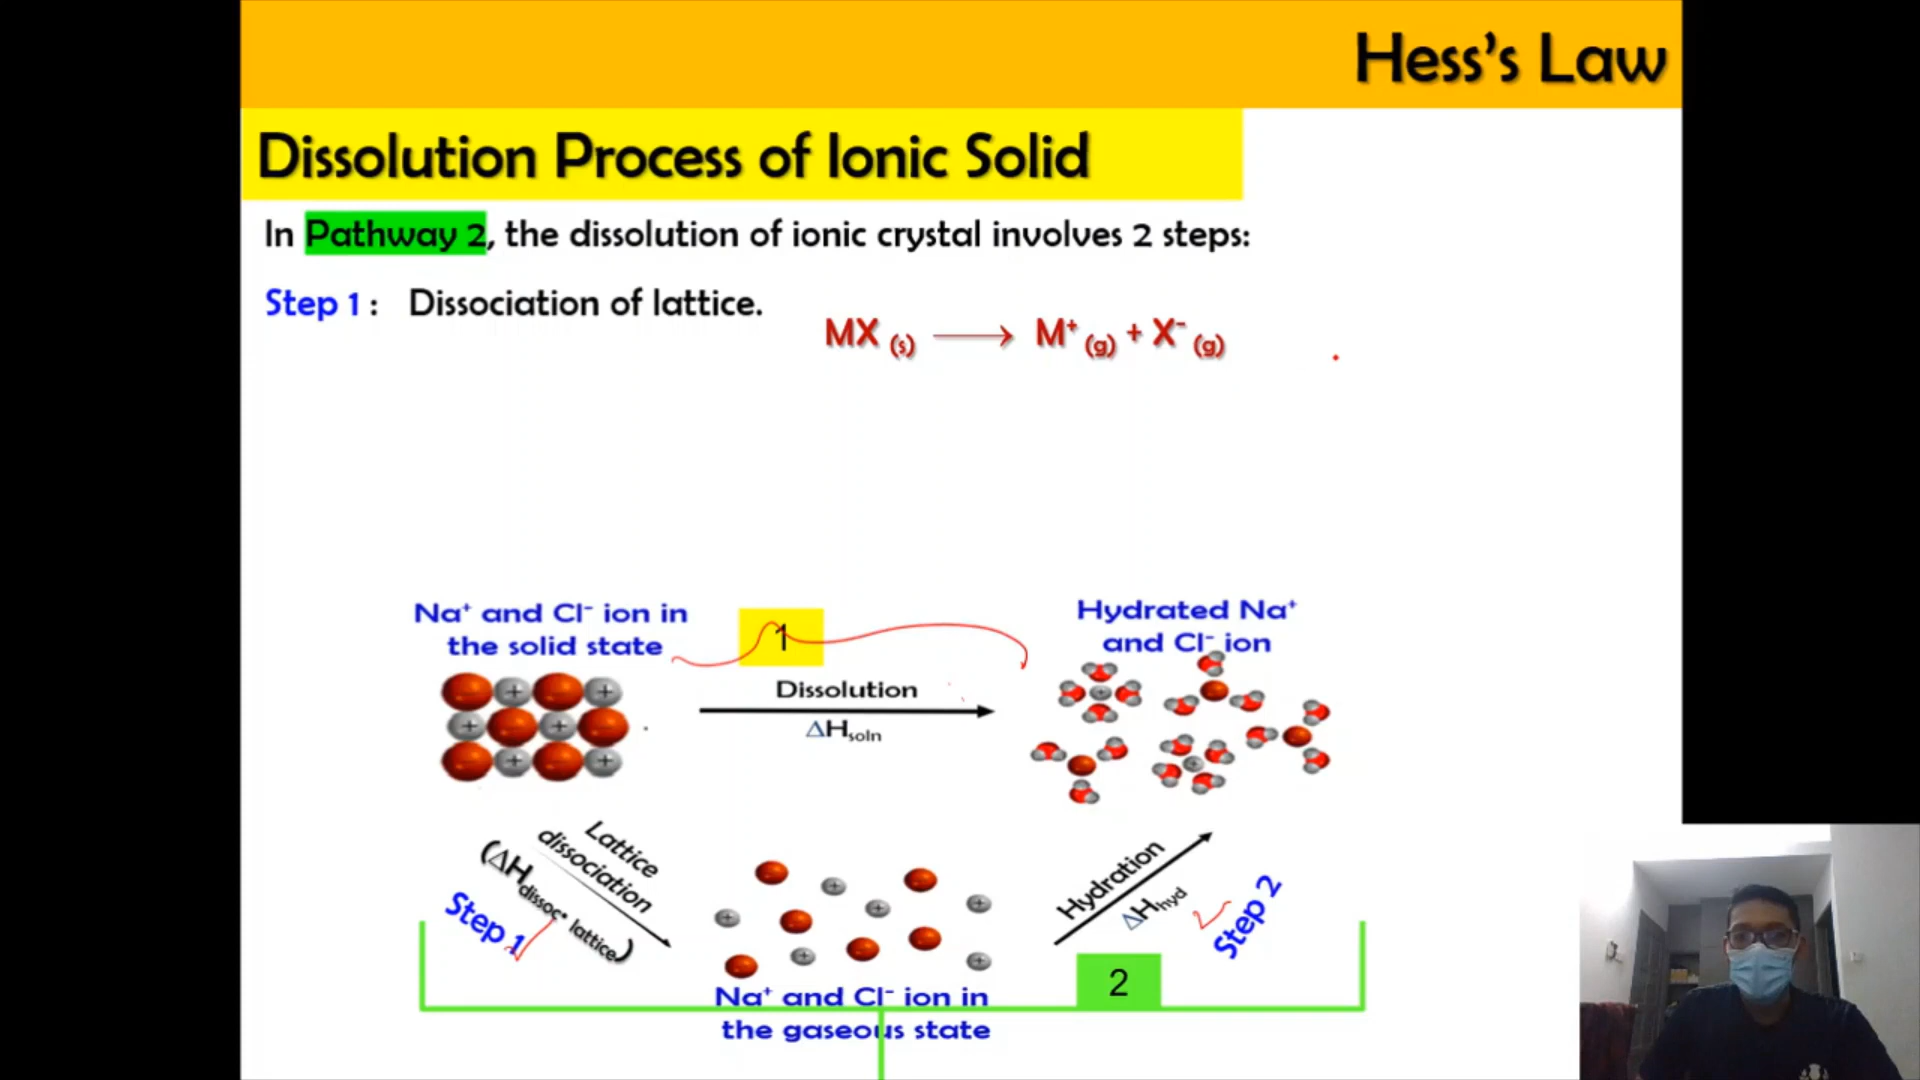 Hess's Law
Dissolution Process of Ionic Solid
In Pathway 2, the dissolution of ionic crystal involves 2 steps:
Step 1 : Dissociation of lattice.
MX (s) ⟶ M⁺ (g) + X⁻ (g)
Na⁺ and Cl⁻ ion in
the solid state
1
Hydrated Na⁺
and Cl⁻ ion
Dissolution
ΔHsoln
Lattice
dissociation
(ΔHdissoc. lattice)
Step 1
Hydration
ΔHhyd
Step 2
2
Na⁺ and Cl⁻ ion in
the gaseous state